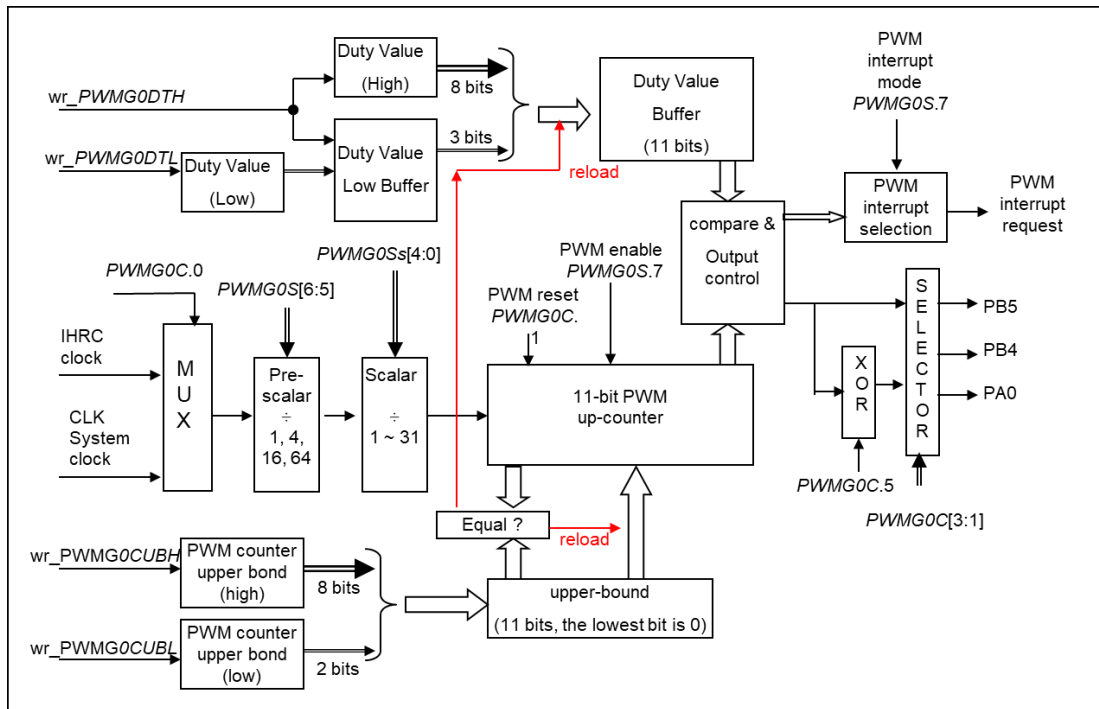 wr_PWMG0DTH
Duty Value
(High)
8 bits
wr_PWMG0DTL
Duty Value
(Low)
Duty Value
Low Buffer
3 bits
reload
Duty Value
Buffer
(11 bits)
PWM
interrupt
mode
PWMG0S.7
compare &
Output
control
PWM
interrupt
selection
PWM
interrupt
request
PWMG0C.0
PWMG0S[6:5]
PWMG0Ss[4:0]
PWM reset
PWMG0C.
1
PWM enable
PWMG0S.7
IHRC
clock
CLK
System
clock
MUX
Pre-
scalar
÷
1, 4,
16, 64
Scalar
÷
1 ~ 31
11-bit PWM
up-counter
XOR
SELECTOR
PB5
PB4
PA0
PWMG0C.5
PWMG0C[3:1]
Equal ?
reload
wr_PWMG0CUBH
PWM counter
upper bond
(high)
8 bits
wr_PWMG0CUBL
PWM counter
upper bond
(low)
2 bits
upper-bound
(11 bits, the lowest bit is 0)